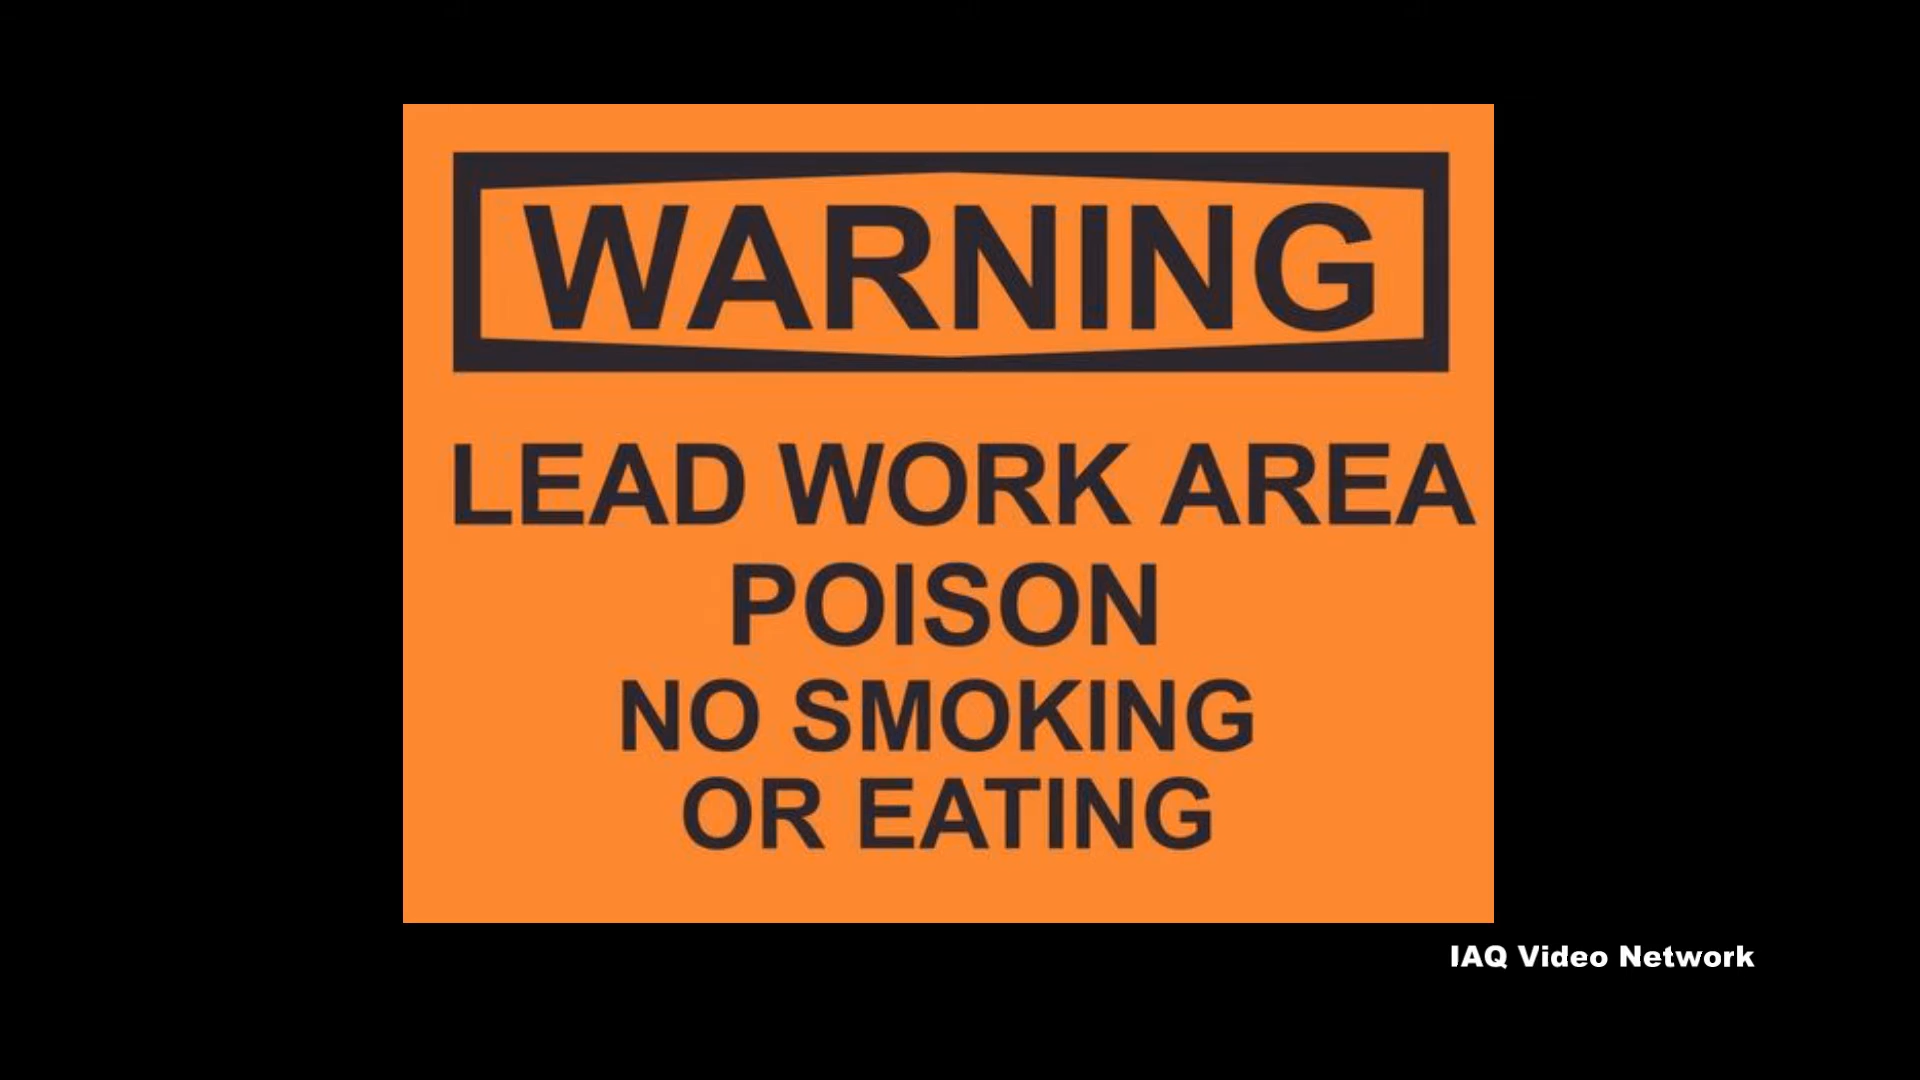 WARNING
LEAD WORK AREA
POISON
NO SMOKING
OR EATING
IAQ Video Network